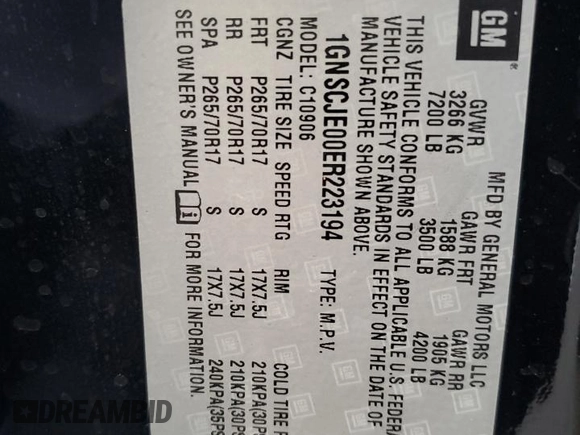 GM
MFD BY GENERAL MOTORS LLC
GVWR GAWR FRT GAWR RR
3266 KG 1588 KG 1905 KG
7200 LB 3500 LB 4200 LB
THIS VEHICLE CONFORMS TO ALL APPLICABLE U.S. FEDERA
VEHICLE SAFETY STANDARDS IN EFFECT ON THE DATE OF
MANUFACTURE SHOWN ABOVE.
1GNSCJE00ER223194 TYPE: M.P.V.
MODEL: C10906
CGNZ TIRE SIZE SPEED RTG RIM COLD TIRE P
FRT P265/70R17 S 17X7.5J 210KPA(30PS
RR P265/70R17 S 17X7.5J 210KPA(30PS
SPA P265/70R17 S 17X7.5J 240KPA(35PS
SEE OWNER'S MANUAL FOR MORE INFORMATION.
DREAMBID